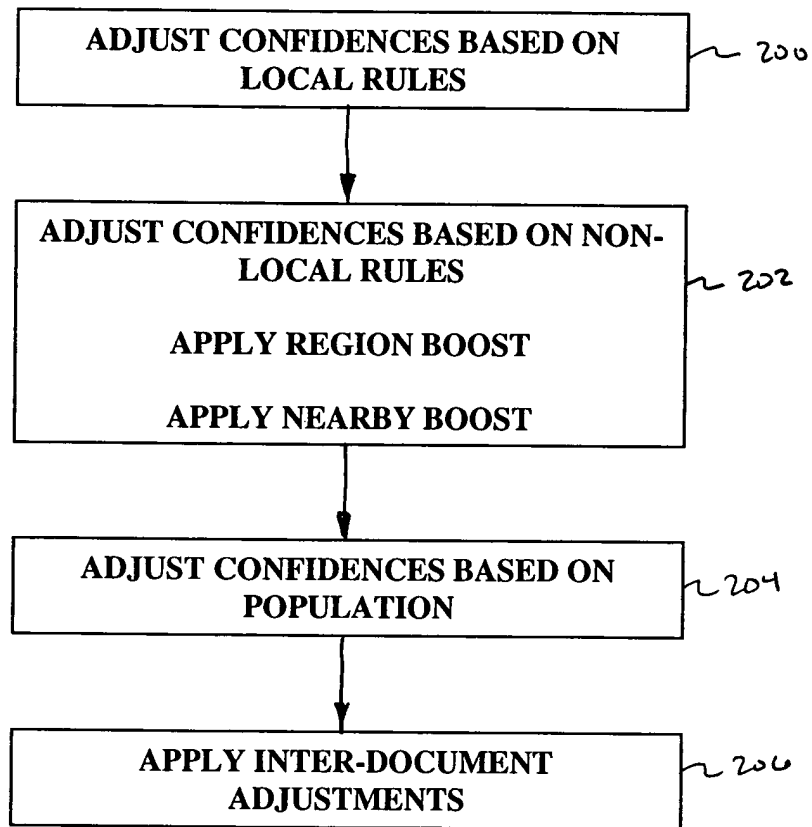 ADJUST CONFIDENCES BASED ON
LOCAL RULES
200
ADJUST CONFIDENCES BASED ON NON-
LOCAL RULES
202
APPLY REGION BOOST
APPLY NEARBY BOOST
ADJUST CONFIDENCES BASED ON
POPULATION
204
APPLY INTER-DOCUMENT
ADJUSTMENTS
206